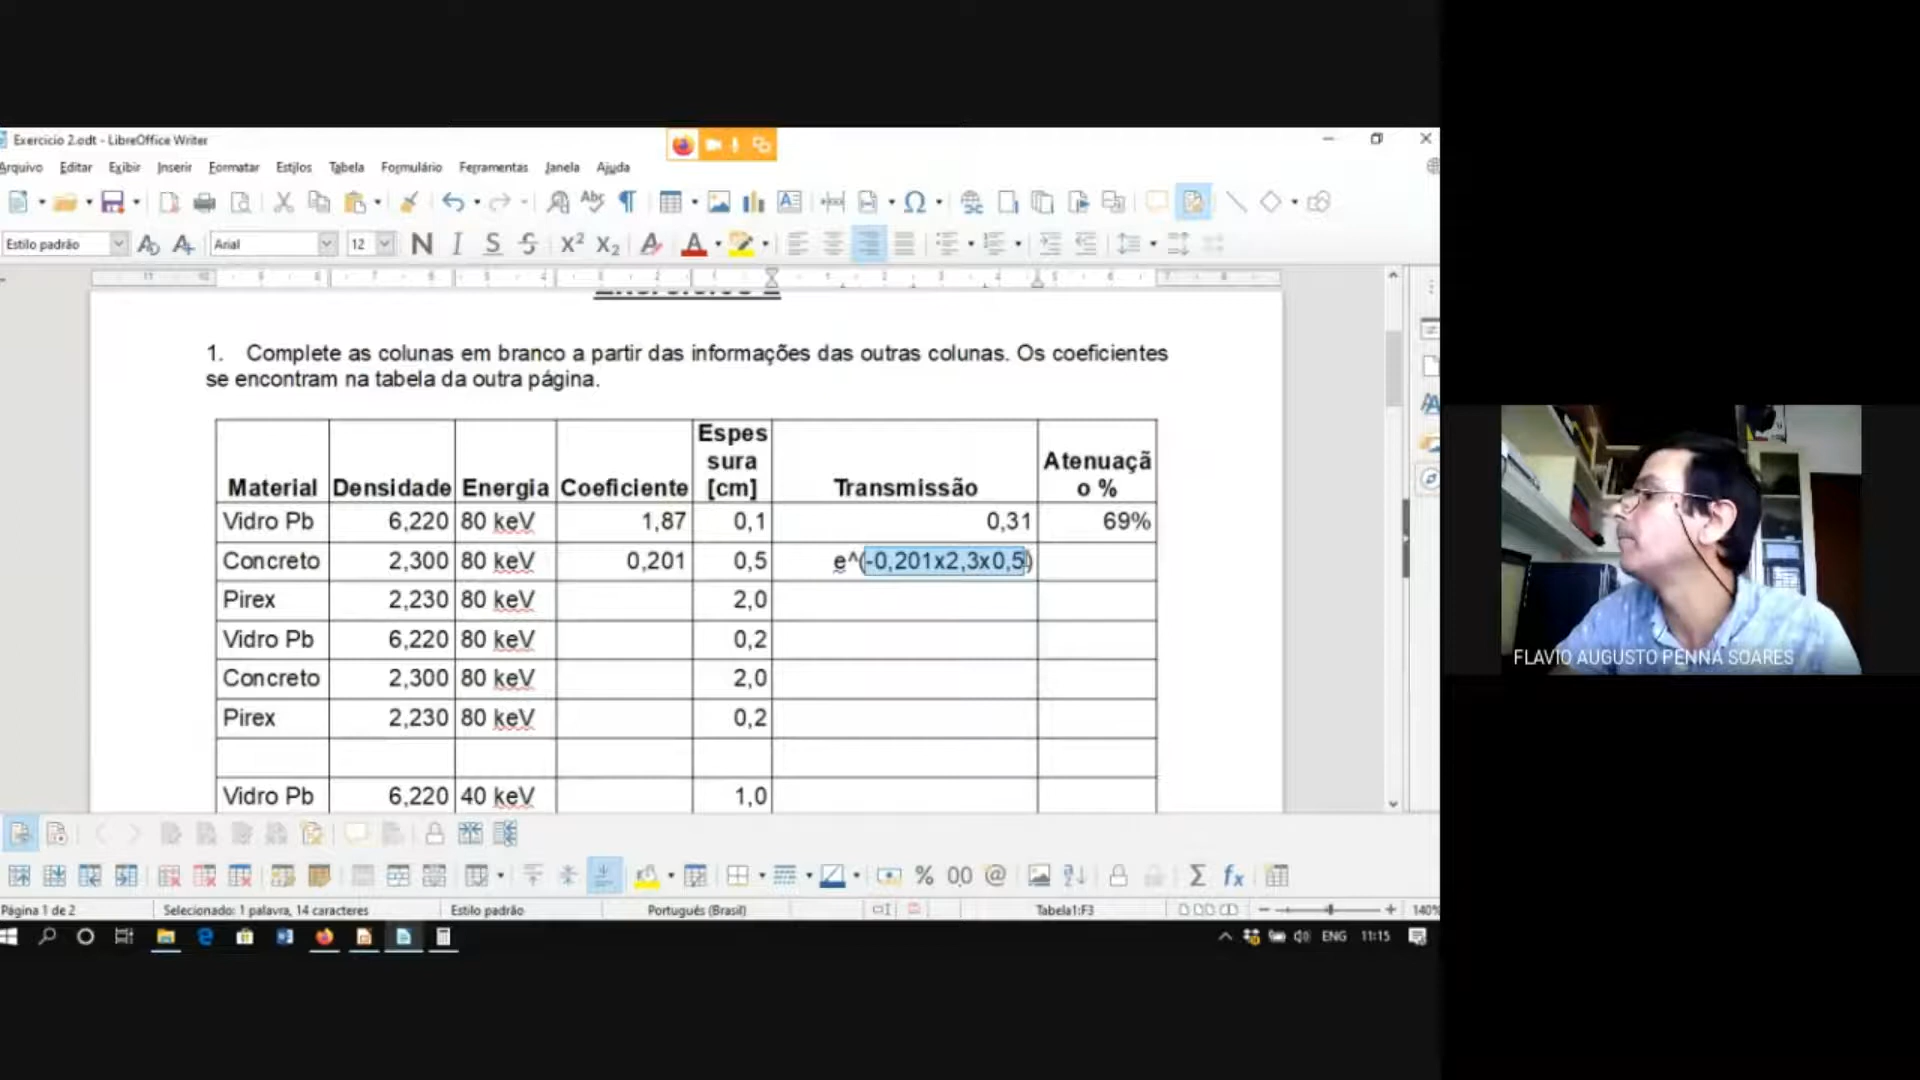 Exercicio 2.odt - LibreOffice Writer
Arquivo Editar Exibir Inserir Formatar Estilos Tabela Formulário Ferramentas Janela Ajuda
Estilo padrão Arial 12 N I S S X² X₂
1. Complete as colunas em branco a partir das informações das outras colunas. Os coeficientes
se encontram na tabela da outra página.
Material Densidade Energia Coeficiente Espes sura [cm] Transmissão Atenuaçã o %
Vidro Pb 6,220 80 keV 1,87 0,1 0,31 69%
Concreto 2,300 80 keV 0,201 0,5 e^(-0,201x2,3x0,5)
Pirex 2,230 80 keV 2,0
Vidro Pb 6,220 80 keV 0,2
Concreto 2,300 80 keV 2,0
Pirex 2,230 80 keV 0,2
Vidro Pb 6,220 40 keV 1,0
Página 1 de 2 Selecionado: 1 palavra, 14 caracteres Estilo padrão Português (Brasil) Tabela1:F3 140%
ENG 11:15
FLAVIO AUGUSTO PENNA SOARES